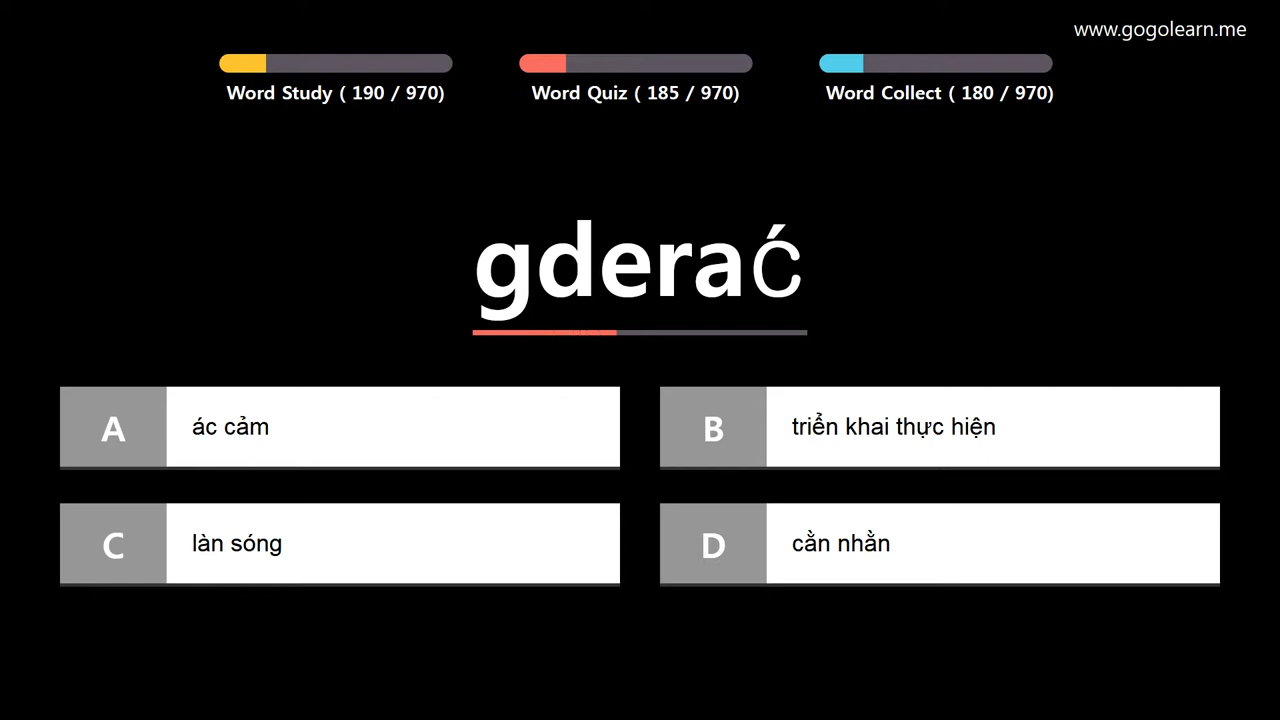 www.gogolearn.me
Word Study ( 190 / 970)
Word Quiz ( 185 / 970)
Word Collect ( 180 / 970)
gderać
A
ác cảm
B
triển khai thực hiện
C
làn sóng
D
cằn nhằn